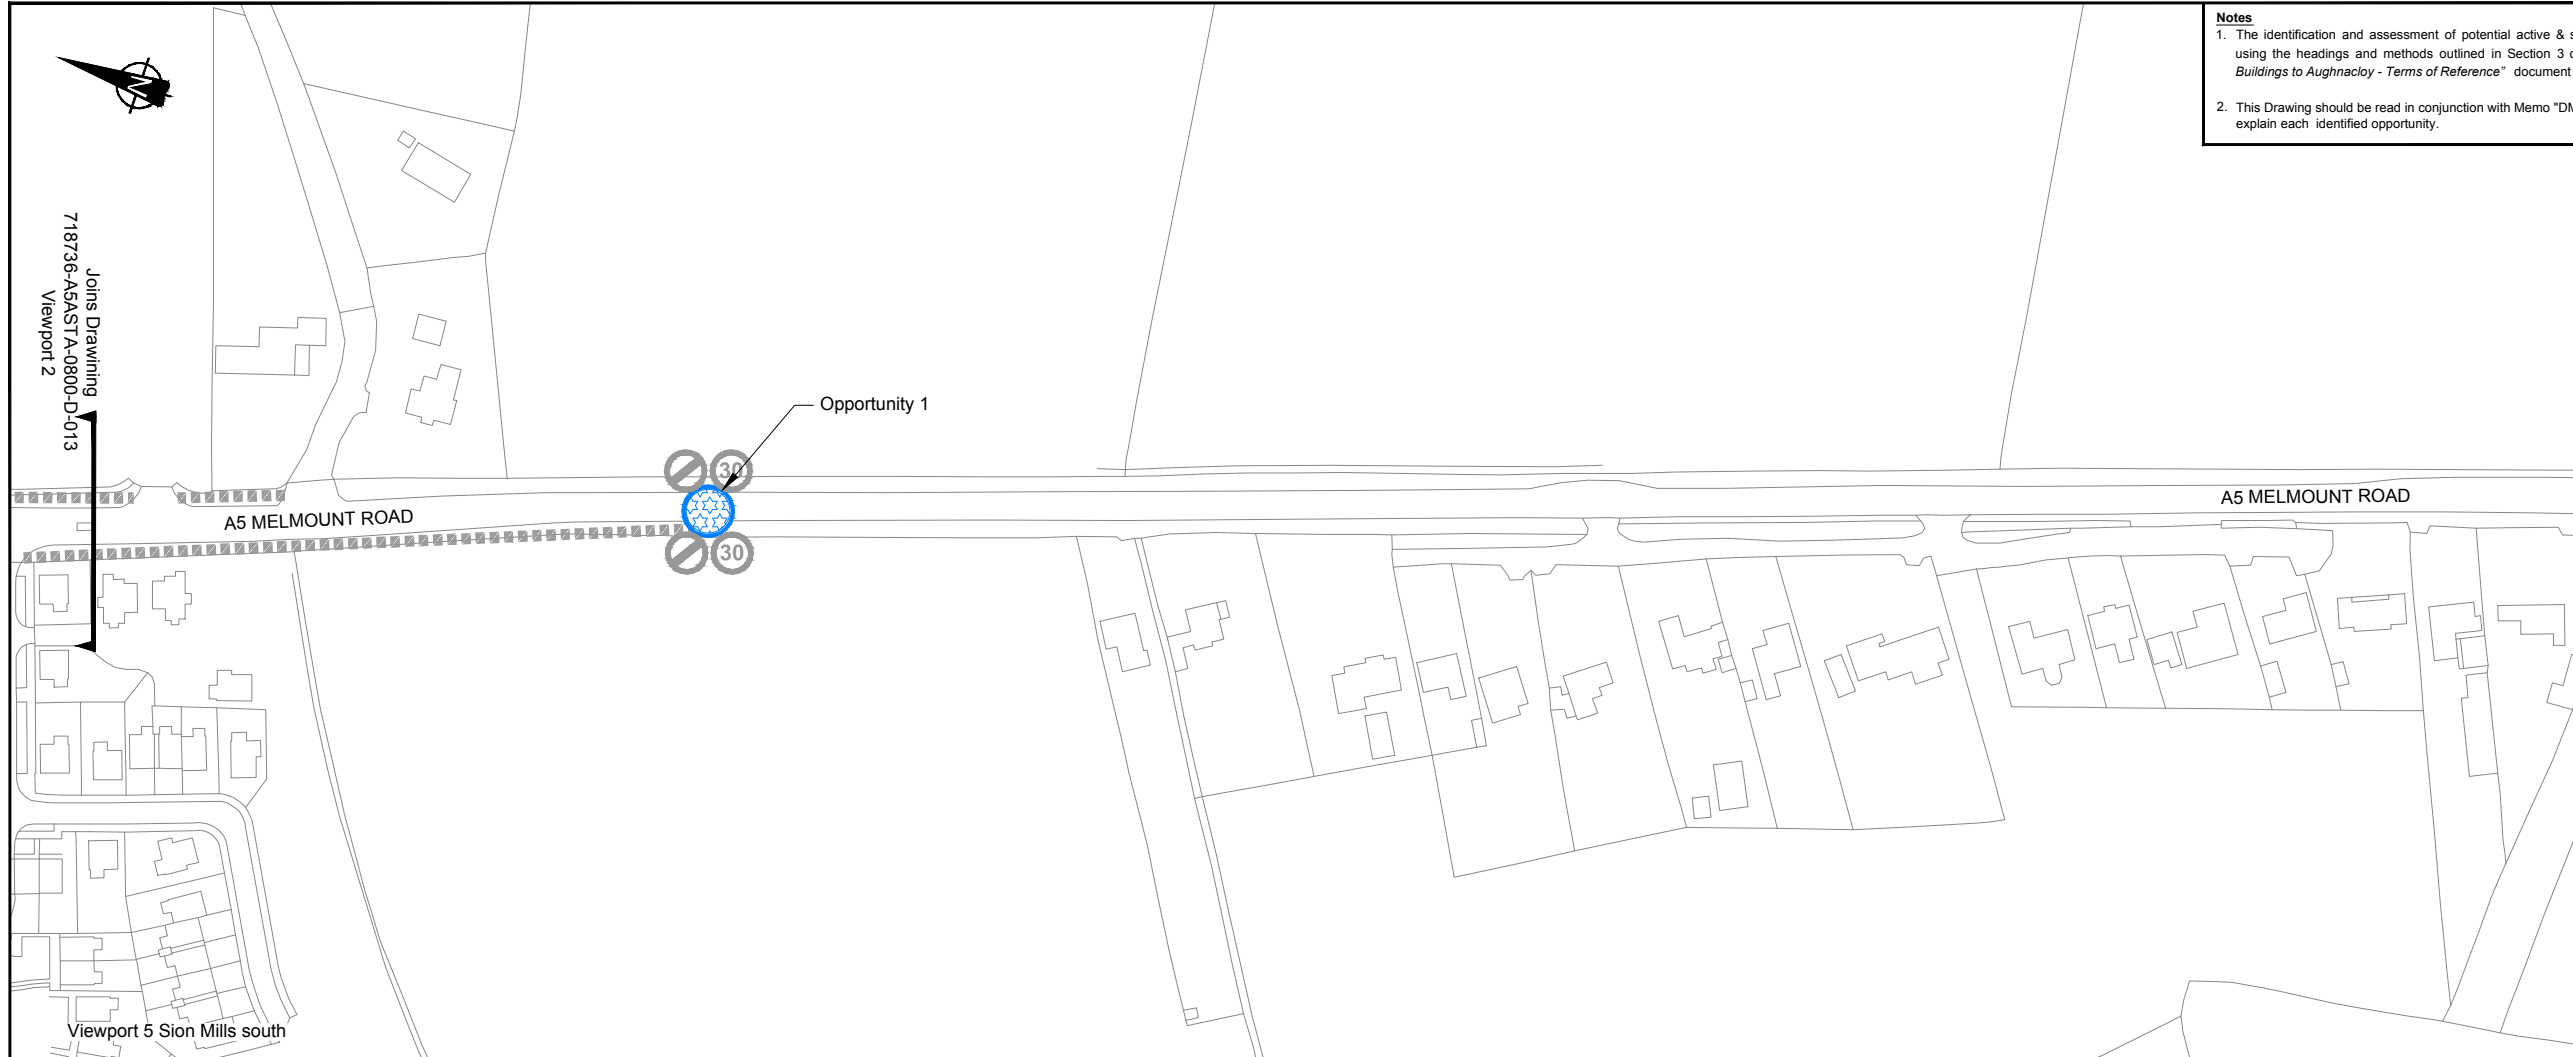 Notes
1. The identification and assessment of potential active & s
using the headings and methods outlined in Section 3 o
Buildings to Aughnacloy - Terms of Reference" document
2. This Drawing should be read in conjunction with Memo "DM
explain each identified opportunity.
N
Joins Drawining
718736-A5ASTA-0800-D-013
Viewport 2
Opportunity 1
30
30
A5 MELMOUNT ROAD
A5 MELMOUNT ROAD
Viewport 5 Sion Mills south